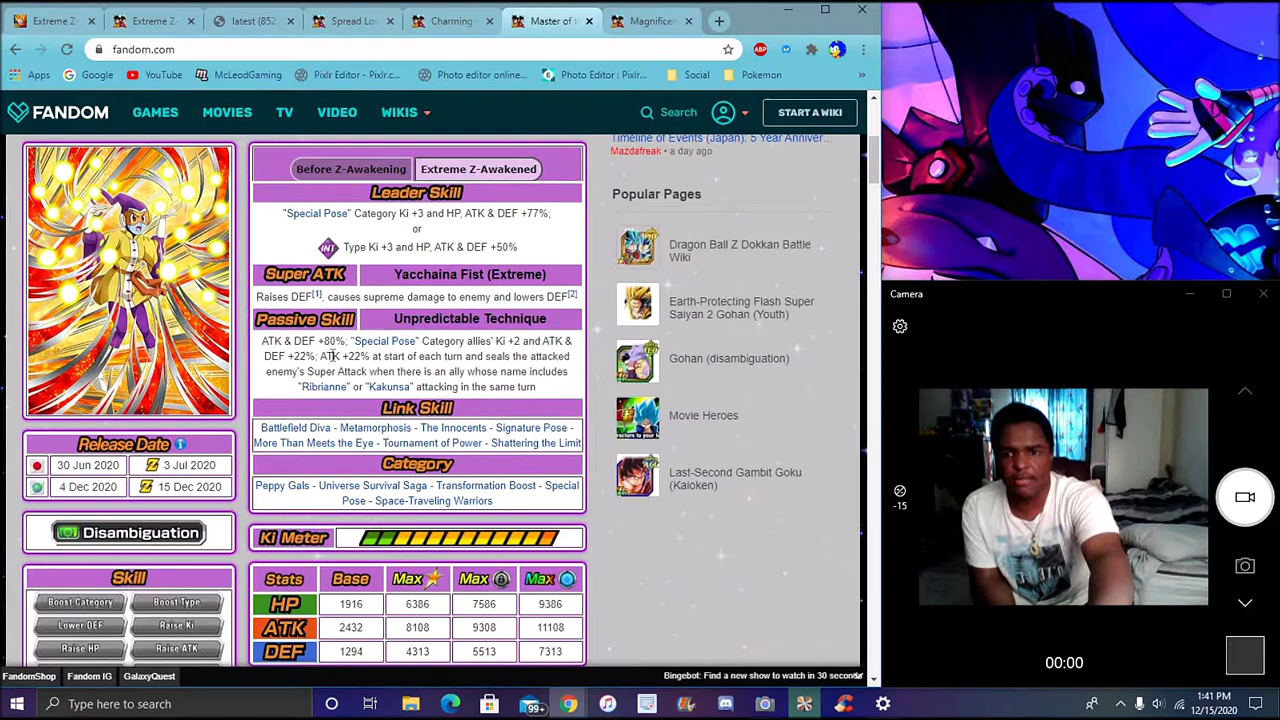 Extreme Z-
Extreme Z-
latest (852
Spread Lo
Charming
Master of t
Magnificen
fandom.com
ABP
Apps
Google
YouTube
McLeodGaming
Pixlr Editor - Pixlr.c...
Photo editor online...
Photo Editor : Pixlr...
Social
Pokemon
»
FANDOM
GAMES
MOVIES
TV
VIDEO
WIKIS
Search
START A WIKI
Timeline of Events (Japan): 5 Year Anniver...
Mazdafreak • a day ago
Before Z-Awakening
Extreme Z-Awakened
Leader Skill
"Special Pose" Category Ki +3 and HP, ATK & DEF +77%;
or
INT Type Ki +3 and HP, ATK & DEF +50%
Super ATK
Yacchaina Fist (Extreme)
Raises DEF[1], causes supreme damage to enemy and lowers DEF[2]
Passive Skill
Unpredictable Technique
ATK & DEF +80%; "Special Pose" Category allies' Ki +2 and ATK &
DEF +22%; ATK +22% at start of each turn and seals the attacked
enemy's Super Attack when there is an ally whose name includes
"Ribrianne" or "Kakunsa" attacking in the same turn
Link Skill
Battlefield Diva - Metamorphosis - The Innocents - Signature Pose -
More Than Meets the Eye - Tournament of Power - Shattering the Limit
Category
Peppy Gals - Universe Survival Saga - Transformation Boost - Special
Pose - Space-Traveling Warriors
Ki Meter
Stats Base Max Max Max
HP 1916 6386 7586 9386
ATK 2432 8108 9308 11108
DEF 1294 4313 5513 7313
Release Date
30 Jun 2020 Z 3 Jul 2020
4 Dec 2020 Z 15 Dec 2020
Disambiguation
Skill
Boost Category Boost Type
Lower DEF Raise Ki
Raise HP Raise ATK
Popular Pages
Dragon Ball Z Dokkan Battle
Wiki
Earth-Protecting Flash Super
Saiyan 2 Gohan (Youth)
Gohan (disambiguation)
Movie Heroes
Last-Second Gambit Goku
(Kaioken)
FandomShop
Fandom IG
GalaxyQuest
Bingebot: Find a new show to watch in 30 seconds
Camera
-15
00:00
Type here to search
99+
1:41 PM
12/15/2020